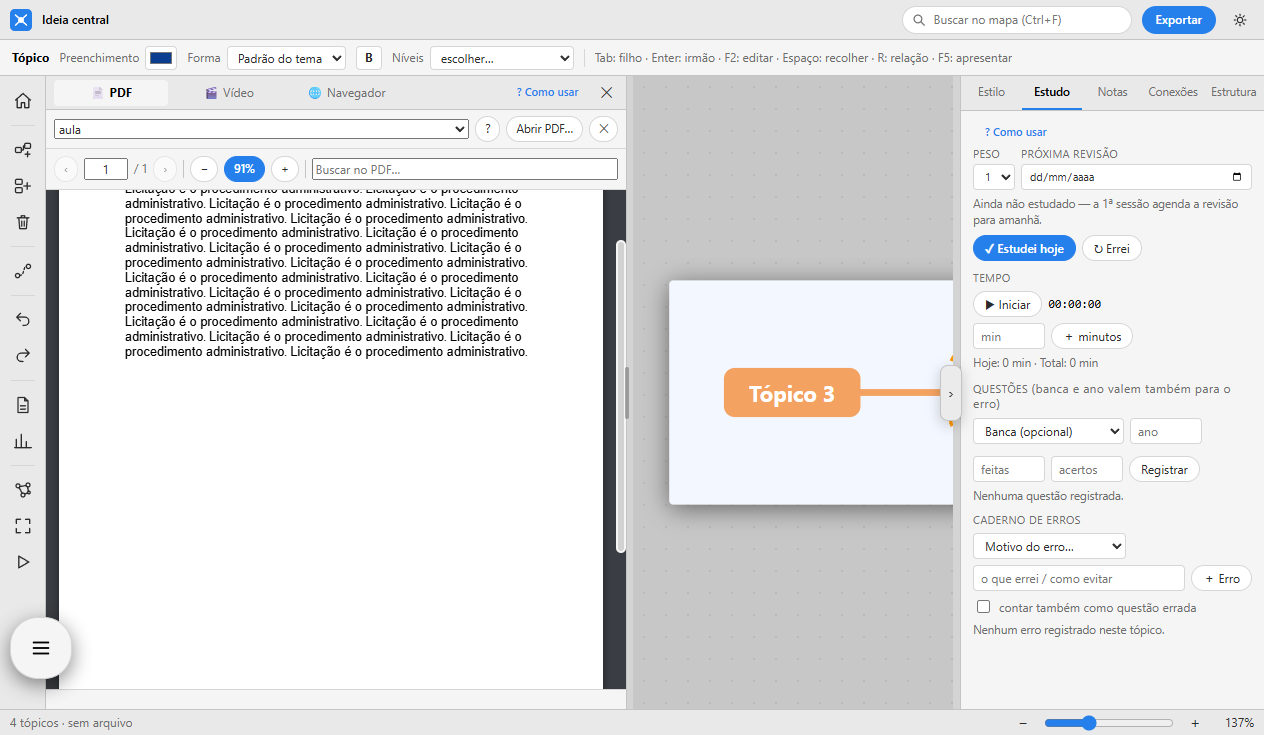 Ideia central
Buscar no mapa (Ctrl+F)
Exportar
Tópico Preenchimento Forma Padrão do tema B Níveis escolher... Tab: filho · Enter: irmão · F2: editar · Espaço: recolher · R: relação · F5: apresentar
PDF Vídeo Navegador ? Como usar
aula ? Abrir PDF...
1 / 1 − 91% + Buscar no PDF...
Licitação é o procedimento administrativo. Licitação é o
administrativo. Licitação é o procedimento administrativo. Licitação é o
procedimento administrativo. Licitação é o procedimento administrativo.
Licitação é o procedimento administrativo. Licitação é o procedimento
administrativo. Licitação é o procedimento administrativo. Licitação é o
procedimento administrativo. Licitação é o procedimento administrativo.
Licitação é o procedimento administrativo. Licitação é o procedimento
administrativo. Licitação é o procedimento administrativo. Licitação é o
procedimento administrativo. Licitação é o procedimento administrativo.
Licitação é o procedimento administrativo. Licitação é o procedimento
administrativo. Licitação é o procedimento administrativo. Licitação é o
procedimento administrativo. Licitação é o procedimento administrativo.
Tópico 3
Estilo Estudo Notas Conexões Estrutura
? Como usar
PESO PRÓXIMA REVISÃO
1 dd/mm/aaaa
Ainda não estudado — a 1ª sessão agenda a revisão
para amanhã.
✓ Estudei hoje ↻ Errei
TEMPO
▶ Iniciar 00:00:00
min + minutos
Hoje: 0 min · Total: 0 min
QUESTÕES (banca e ano valem também para o
erro)
Banca (opcional) ano
feitas acertos Registrar
Nenhuma questão registrada.
CADERNO DE ERROS
Motivo do erro...
o que errei / como evitar + Erro
contar também como questão errada
Nenhum erro registrado neste tópico.
4 tópicos · sem arquivo
− + 137%